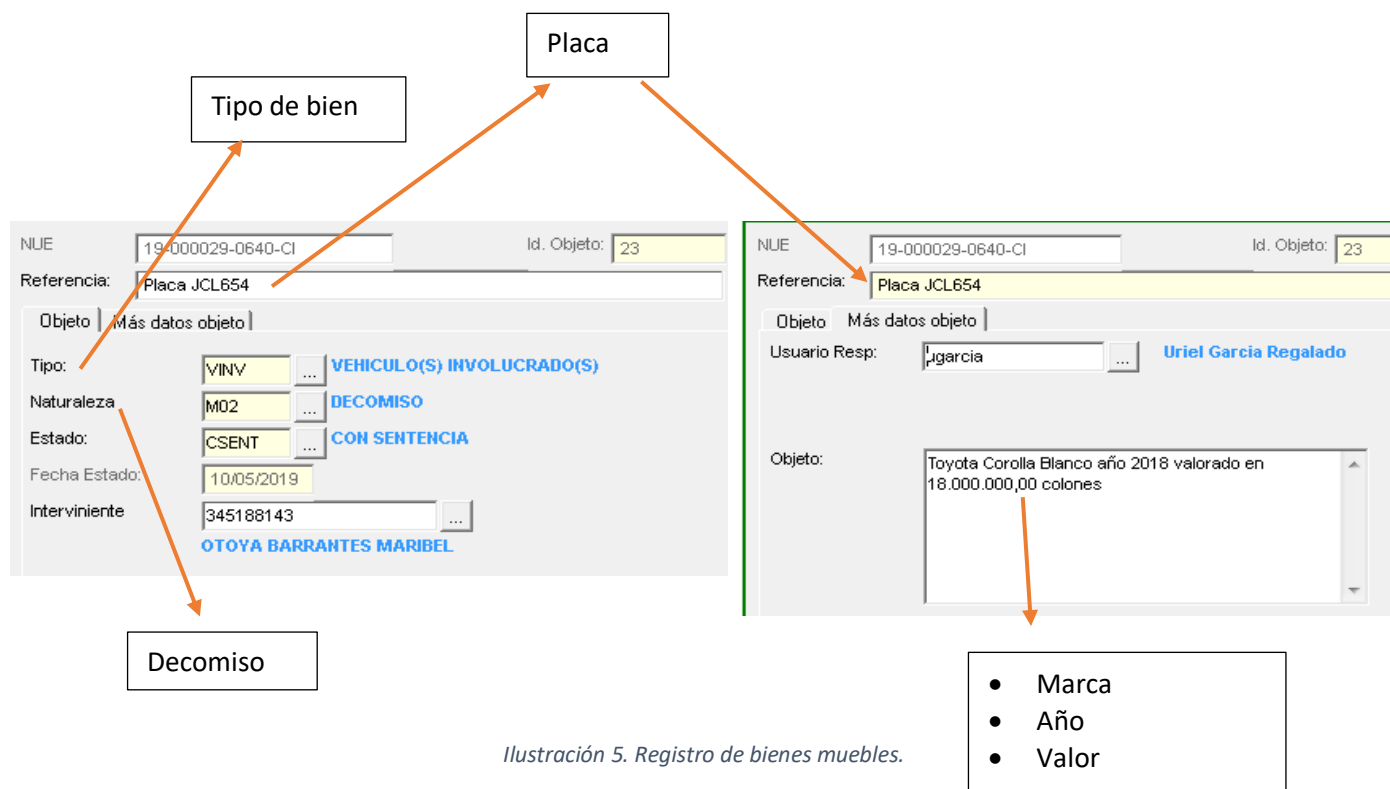 Placa
Tipo de bien
NUE
19-000029-0640-CI
Id. Objeto:
23
Referencia:
Placa JCL654
Objeto
Más datos objeto
Tipo:
VINV
...
VEHICULO(S) INVOLUCRADO(S)
Naturaleza
M02
...
DECOMISO
Estado:
CSENT
...
CON SENTENCIA
Fecha Estado:
10/05/2019
Interviniente
345188143
...
OTOYA BARRANTES MARIBEL
NUE
19-000029-0640-CI
Id. Objeto:
23
Referencia:
Placa JCL654
Objeto
Más datos objeto
Usuario Resp:
ugarcia
...
Uriel Garcia Regalado
Objeto:
Toyota Corolla Blanco año 2018 valorado en
18.000.000,00 colones
Decomiso
• Marca
• Año
• Valor
Ilustración 5. Registro de bienes muebles.